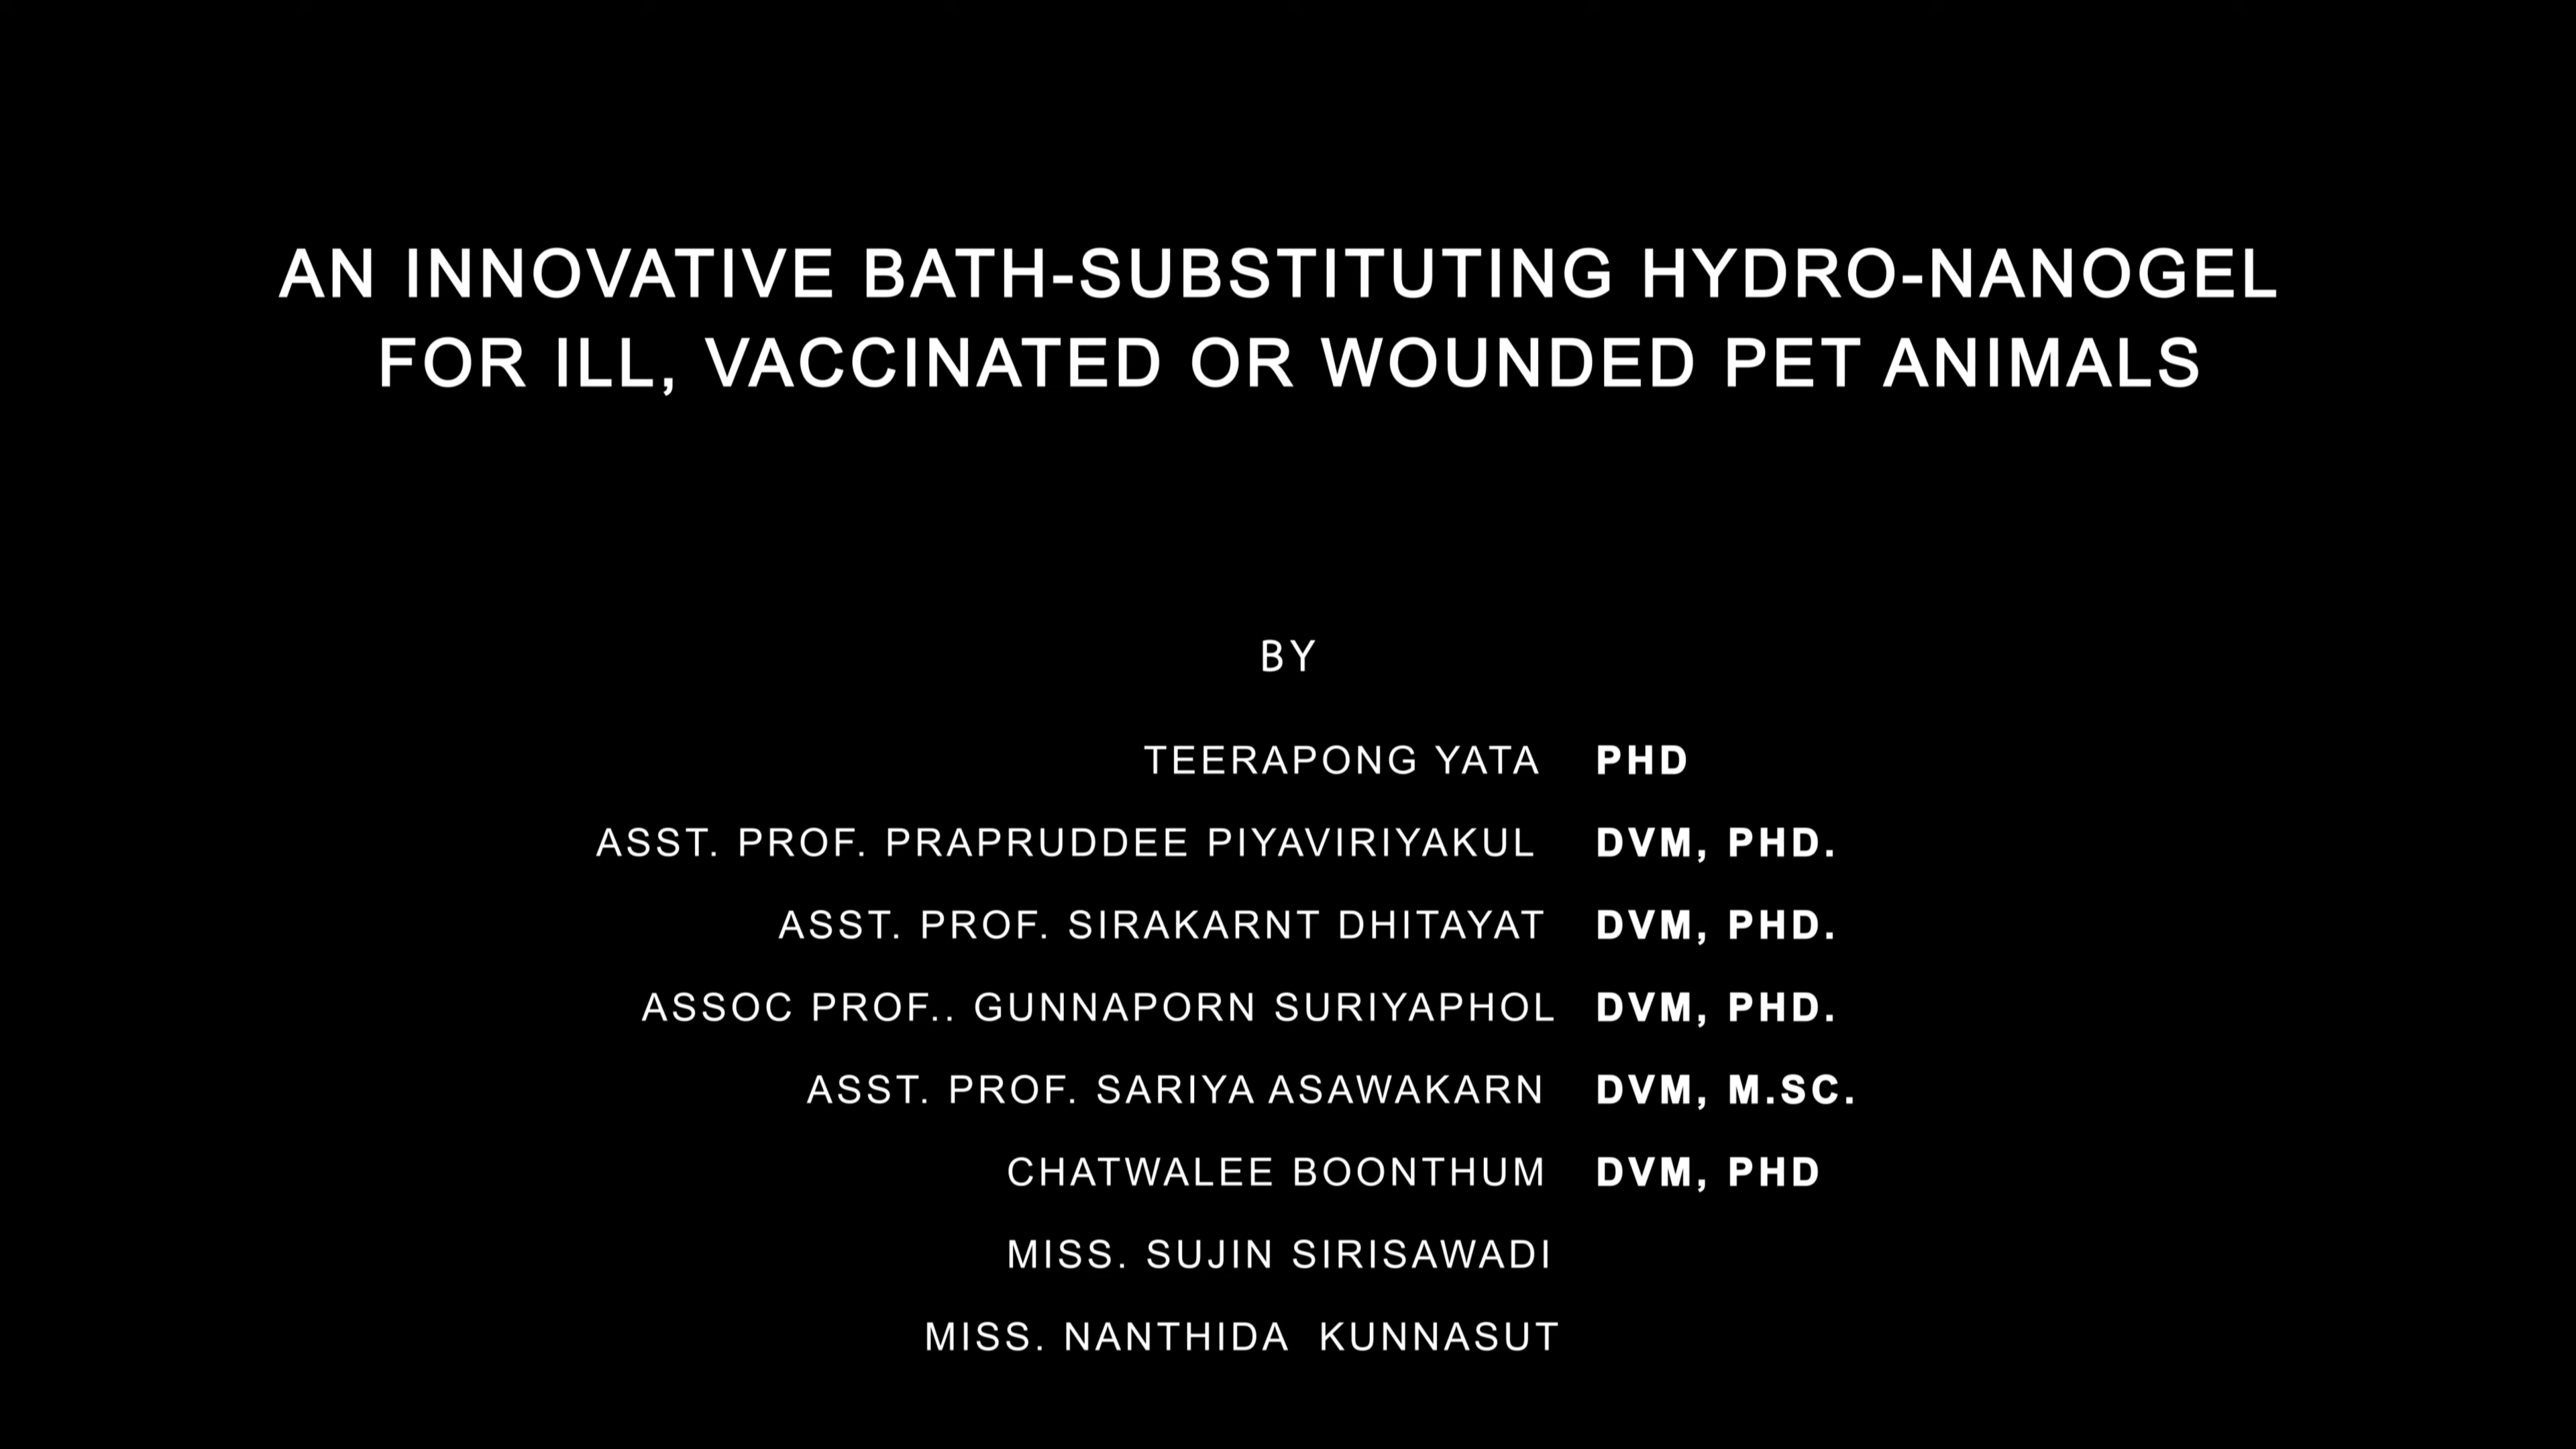 AN INNOVATIVE BATH-SUBSTITUTING HYDRO-NANOGEL
FOR ILL, VACCINATED OR WOUNDED PET ANIMALS
BY
TEERAPONG YATA PHD
ASST. PROF. PRAPRUDDEE PIYAVIRIYAKUL DVM, PHD.
ASST. PROF. SIRAKARNT DHITAYAT DVM, PHD.
ASSOC PROF.. GUNNAPORN SURIYAPHOL DVM, PHD.
ASST. PROF. SARIYA ASAWAKARN DVM, M.SC.
CHATWALEE BOONTHUM DVM, PHD
MISS. SUJIN SIRISAWADI
MISS. NANTHIDA KUNNASUT